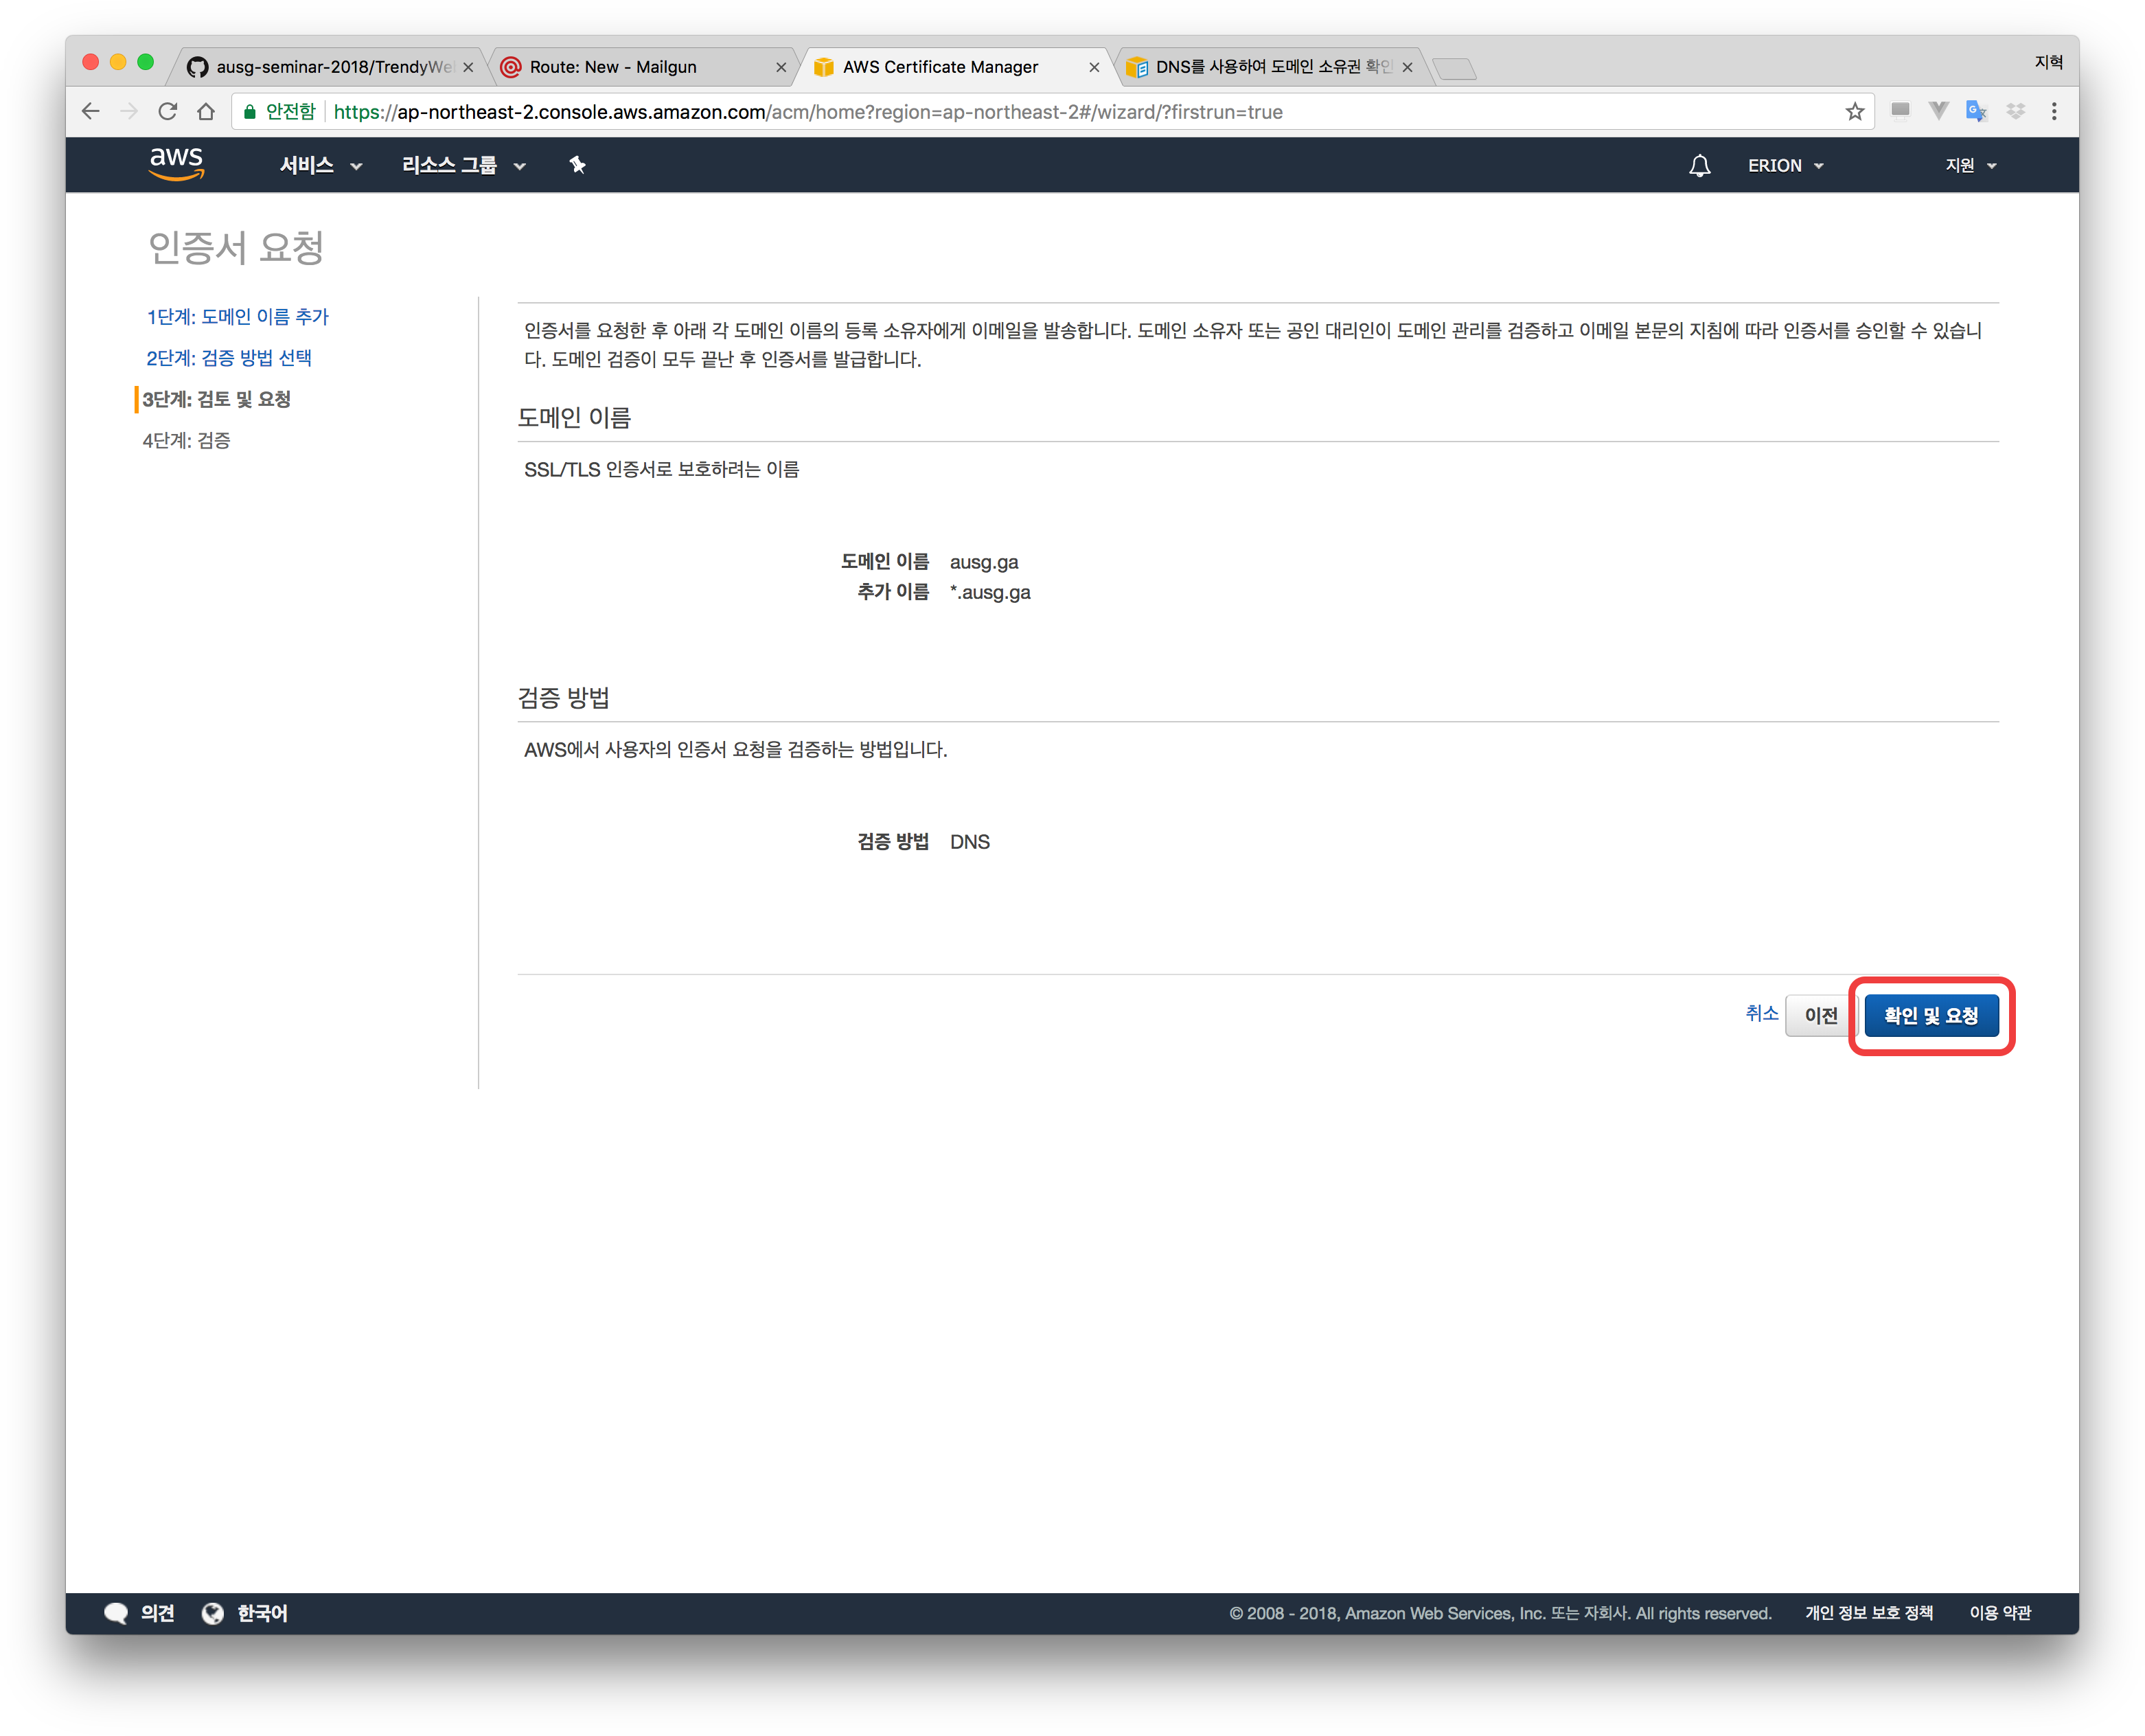 ausg-seminar-2018/TrendyWe
Route: New - Mailgun
AWS Certificate Manager
DNS를 사용하여 도메인 소유권 확인
지혁
안전함
https://ap-northeast-2.console.aws.amazon.com/acm/home?region=ap-northeast-2#/wizard/?firstrun=true
aws
서비스
리소스 그룹
ERION
지원
인증서 요청
1단계: 도메인 이름 추가
2단계: 검증 방법 선택
3단계: 검토 및 요청
4단계: 검증
인증서를 요청한 후 아래 각 도메인 이름의 등록 소유자에게 이메일을 발송합니다. 도메인 소유자 또는 공인 대리인이 도메인 관리를 검증하고 이메일 본문의 지침에 따라 인증서를 승인할 수 있습니
다. 도메인 검증이 모두 끝난 후 인증서를 발급합니다.
도메인 이름
SSL/TLS 인증서로 보호하려는 이름
도메인 이름 ausg.ga
추가 이름 *.ausg.ga
검증 방법
AWS에서 사용자의 인증서 요청을 검증하는 방법입니다.
검증 방법 DNS
취소
이전
확인 및 요청
의견
한국어
© 2008 - 2018, Amazon Web Services, Inc. 또는 자회사. All rights reserved.
개인 정보 보호 정책
이용 약관